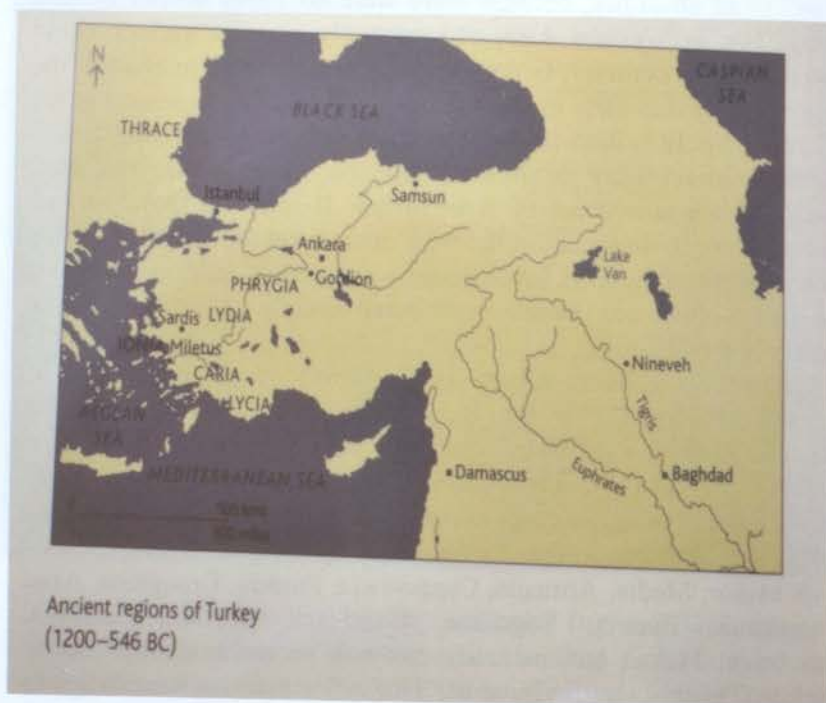 N
CASPIAN
SEA
BLACK SEA
THRACE
Istanbul
Samsun
Ankara
Lake
Van
PHRYGIA
Gordion
Sardis
LYDIA
IONIA
Miletus
Nineveh
CARIA
LYCIA
Tigris
AEGEAN
SEA
MEDITERRANEAN SEA
Damascus
Euphrates
Baghdad
Ancient regions of Turkey
(1200–546 BC)